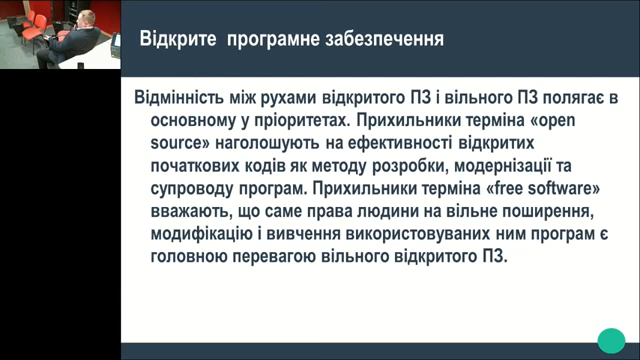 Відкрите програмне забезпечення
Відмінність між рухами відкритого ПЗ і вільного ПЗ полягає в
основному у пріоритетах. Прихильники терміна «open
source» наголошують на ефективності відкритих
початкових кодів як методу розробки, модернізації та
супроводу програм. Прихильники терміна «free software»
вважають, що саме права людини на вільне поширення,
модифікацію і вивчення використовуваних ним програм є
головною перевагою вільного відкритого ПЗ.